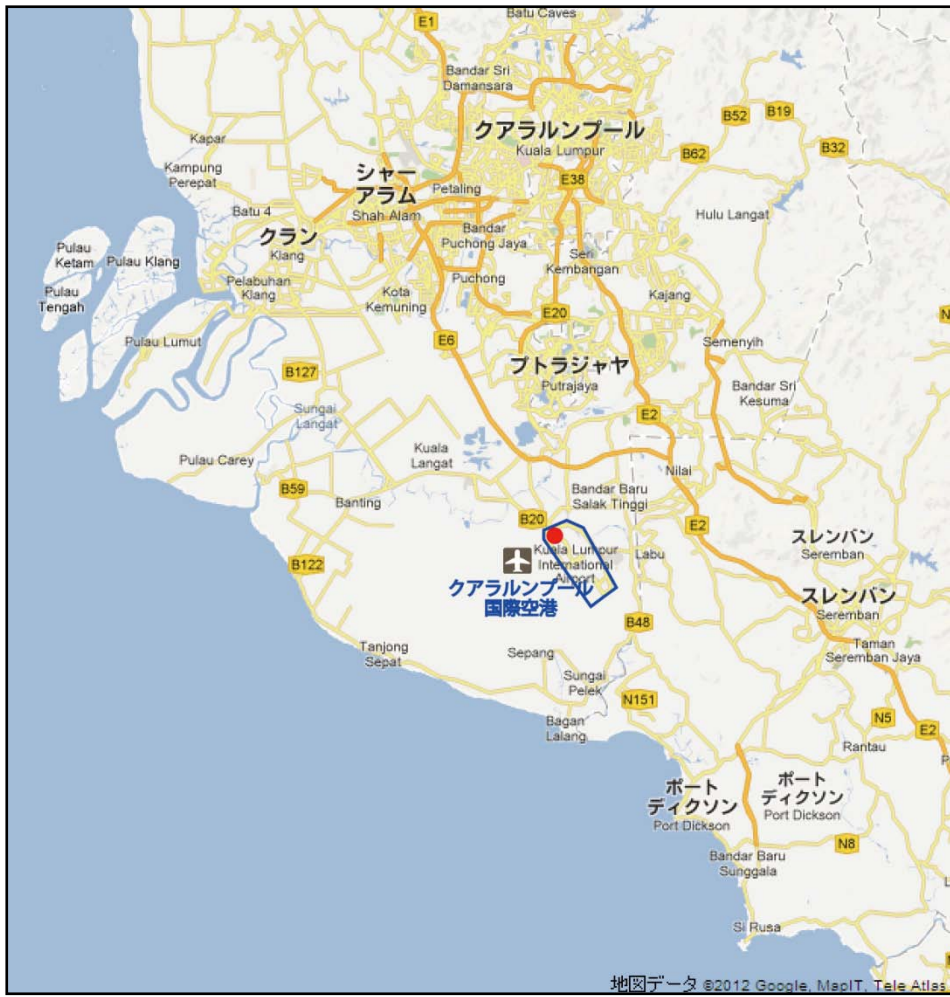 Batu Caves
E1
Bandar Sri
Damansara
B52
B19
クアラルンプール
Kuala Lumpur
Kapar
B62
B32
シャー
アラム
Shah Alam
Kampung
Perepat
Petaling
E38
Batu 4
Hulu Langat
クラン
Klang
Bandar
Puchong Jaya
Pulau
Ketam
Pulau Klang
Seri
Kembangan
Pelabuhan
Klang
Puchong
Pulau
Tengah
Kota
Kemuning
Kajang
E20
N
Pulau Lumut
E6
Semenyih
プトラジャヤ
Putrajaya
B127
Bandar Sri
Kesuma
Sungai
Langat
E2
Kuala
Langat
Pulau Carey
Nilai
B59
Banting
Bandar Baru
Salak Tinggi
B20
E2
スレンバン
Seremban
Kuala Lumpur
International
Airport
Labu
B122
クアラルンプール
国際空港
スレンバン
Seremban
B48
Tanjong
Sepat
Sepang
Taman
Seremban Jaya
Sungai
Pelek
N151
N5
Bagan
Lalang
E2
Rantau
ポート
ディクソン
Port Dickson
ポート
ディクソン
Port Dickson
N8
Bandar Baru
Sunggala
Si Rusa
地図データ ©2012 Google, MapIT, Tele Atlas